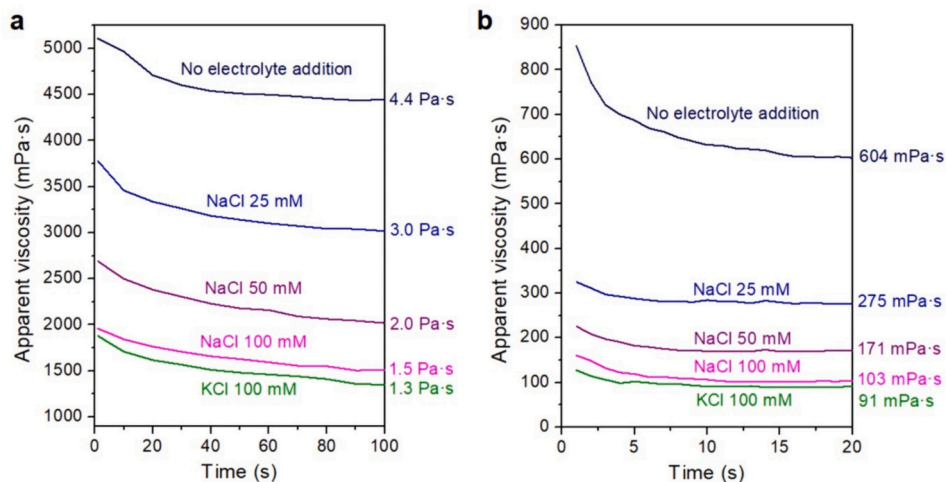 a
Apparent viscosity (mPa·s)
5000
4500
4000
3500
3000
2500
2000
1500
1000
No electrolyte addition
4.4 Pa·s
NaCl 25 mM
3.0 Pa·s
NaCl 50 mM
2.0 Pa·s
NaCl 100 mM
1.5 Pa·s
KCl 100 mM
1.3 Pa·s
0 20 40 60 80 100
Time (s)
b
Apparent viscosity (mPa·s)
900
800
700
600
500
400
300
200
100
0
No electrolyte addition
604 mPa·s
NaCl 25 mM
275 mPa·s
NaCl 50 mM
171 mPa·s
NaCl 100 mM
103 mPa·s
KCl 100 mM
91 mPa·s
0 5 10 15 20
Time (s)